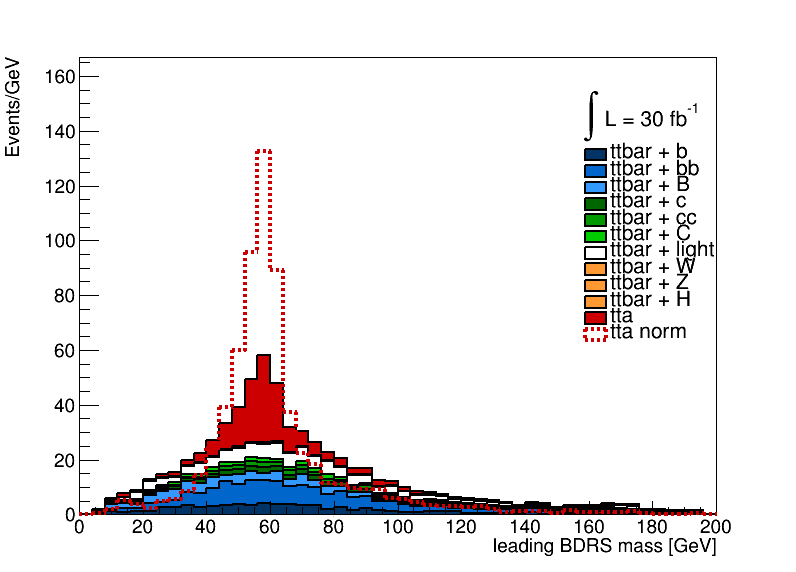 Events/GeV
160
140
120
100
80
60
40
20
0
∫ L = 30 fb-1
ttbar + b
ttbar + bb
ttbar + B
ttbar + c
ttbar + cc
ttbar + C
ttbar + light
ttbar + W
ttbar + Z
ttbar + H
tta
tta norm
0 20 40 60 80 100 120 140 160 180 200
leading BDRS mass [GeV]